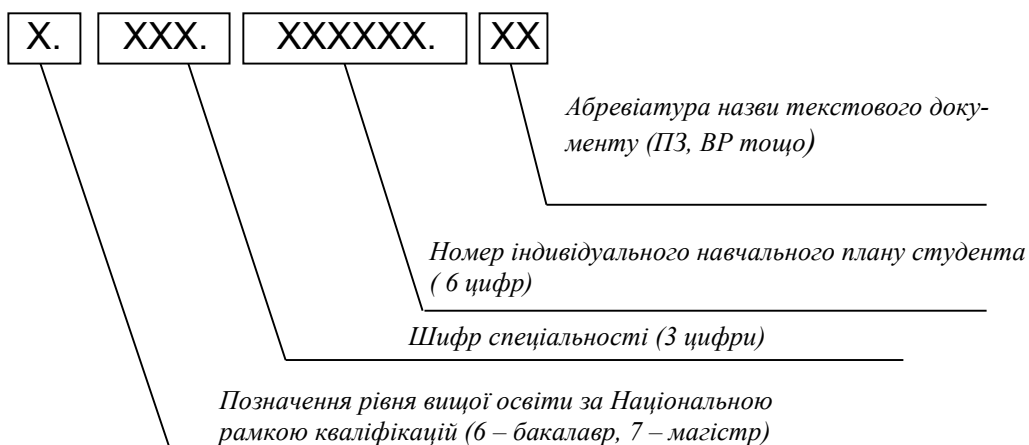 X. XXX. XXXXXX. XX
Абревіатура назви текстового доку-
менту (ПЗ, ВР тощо)
Номер індивідуального навчального плану студента
( 6 цифр)
Шифр спеціальності (3 цифри)
Позначення рівня вищої освіти за Національною
рамкою кваліфікацій (6 – бакалавр, 7 – магістр)